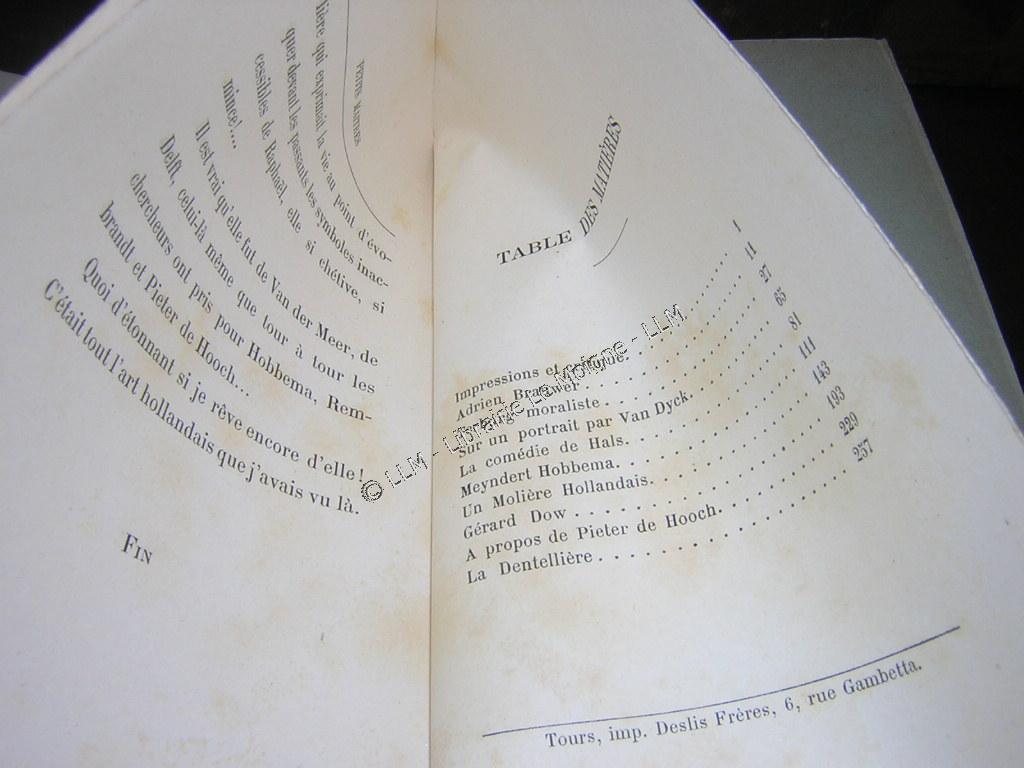 PETITS MAITRES
lière qui exprimait la vie au point d'évo-
quer devant les passants les symboles inac-
cessibles de Raphaël, elle si chétive, si
mince!....
Il est vrai qu'elle fut de Van der Meer, de
Delft, celui-là même que tour à tour les
chercheurs ont pris pour Hobbema, Rem-
brandt et Pieter de Hooch...
Quoi d'étonnant si je rêve encore d'elle!
C'était tout l'art hollandais que j'avais vu là.
FIN
TABLE DES MATIÈRES
Impressions et 1
Adrien Brauwer 11
moraliste 27
Sur un portrait par Van Dyck. 65
La comédie de Hals. 81
Meyndert Hobbema. 111
Un Molière Hollandais. 143
Gérard Dow 193
A propos de Pieter de Hooch. 229
La Dentellière 257
Tours, imp. Deslis Frères, 6, rue Gambetta.
© LLM - Librairie Le Moigne - LLM